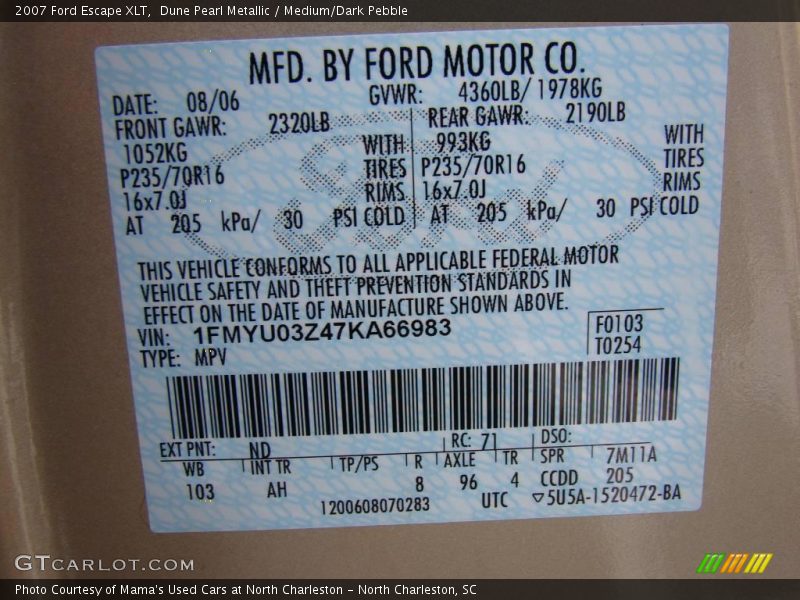 2007 Ford Escape XLT,  Dune Pearl Metallic / Medium/Dark Pebble
MFD. BY FORD MOTOR CO.
DATE: 08/06 GVWR: 4360LB/ 1978KG
FRONT GAWR: 2320LB REAR GAWR: 2190LB
1052KG WITH 993KG WITH
P235/70R16 TIRES P235/70R16 TIRES
16x7.0J RIMS 16x7.0J RIMS
AT 205 kPa/ 30 PSI COLD AT 205 kPa/ 30 PSI COLD
THIS VEHICLE CONFORMS TO ALL APPLICABLE FEDERAL MOTOR
VEHICLE SAFETY AND THEFT PREVENTION STANDARDS IN
EFFECT ON THE DATE OF MANUFACTURE SHOWN ABOVE.
VIN: 1FMYU03Z47KA66983 F0103
TYPE: MPV T0254
EXT PNT: ND RC: 71 DSO:
WB INT TR TP/PS R AXLE TR SPR 7M11A
103 AH 8 96 4 CCDD 205
1200608070283 UTC ▽5U5A-1520472-BA
GTCARLOT.COM
Photo Courtesy of Mama's Used Cars at North Charleston - North Charleston, SC